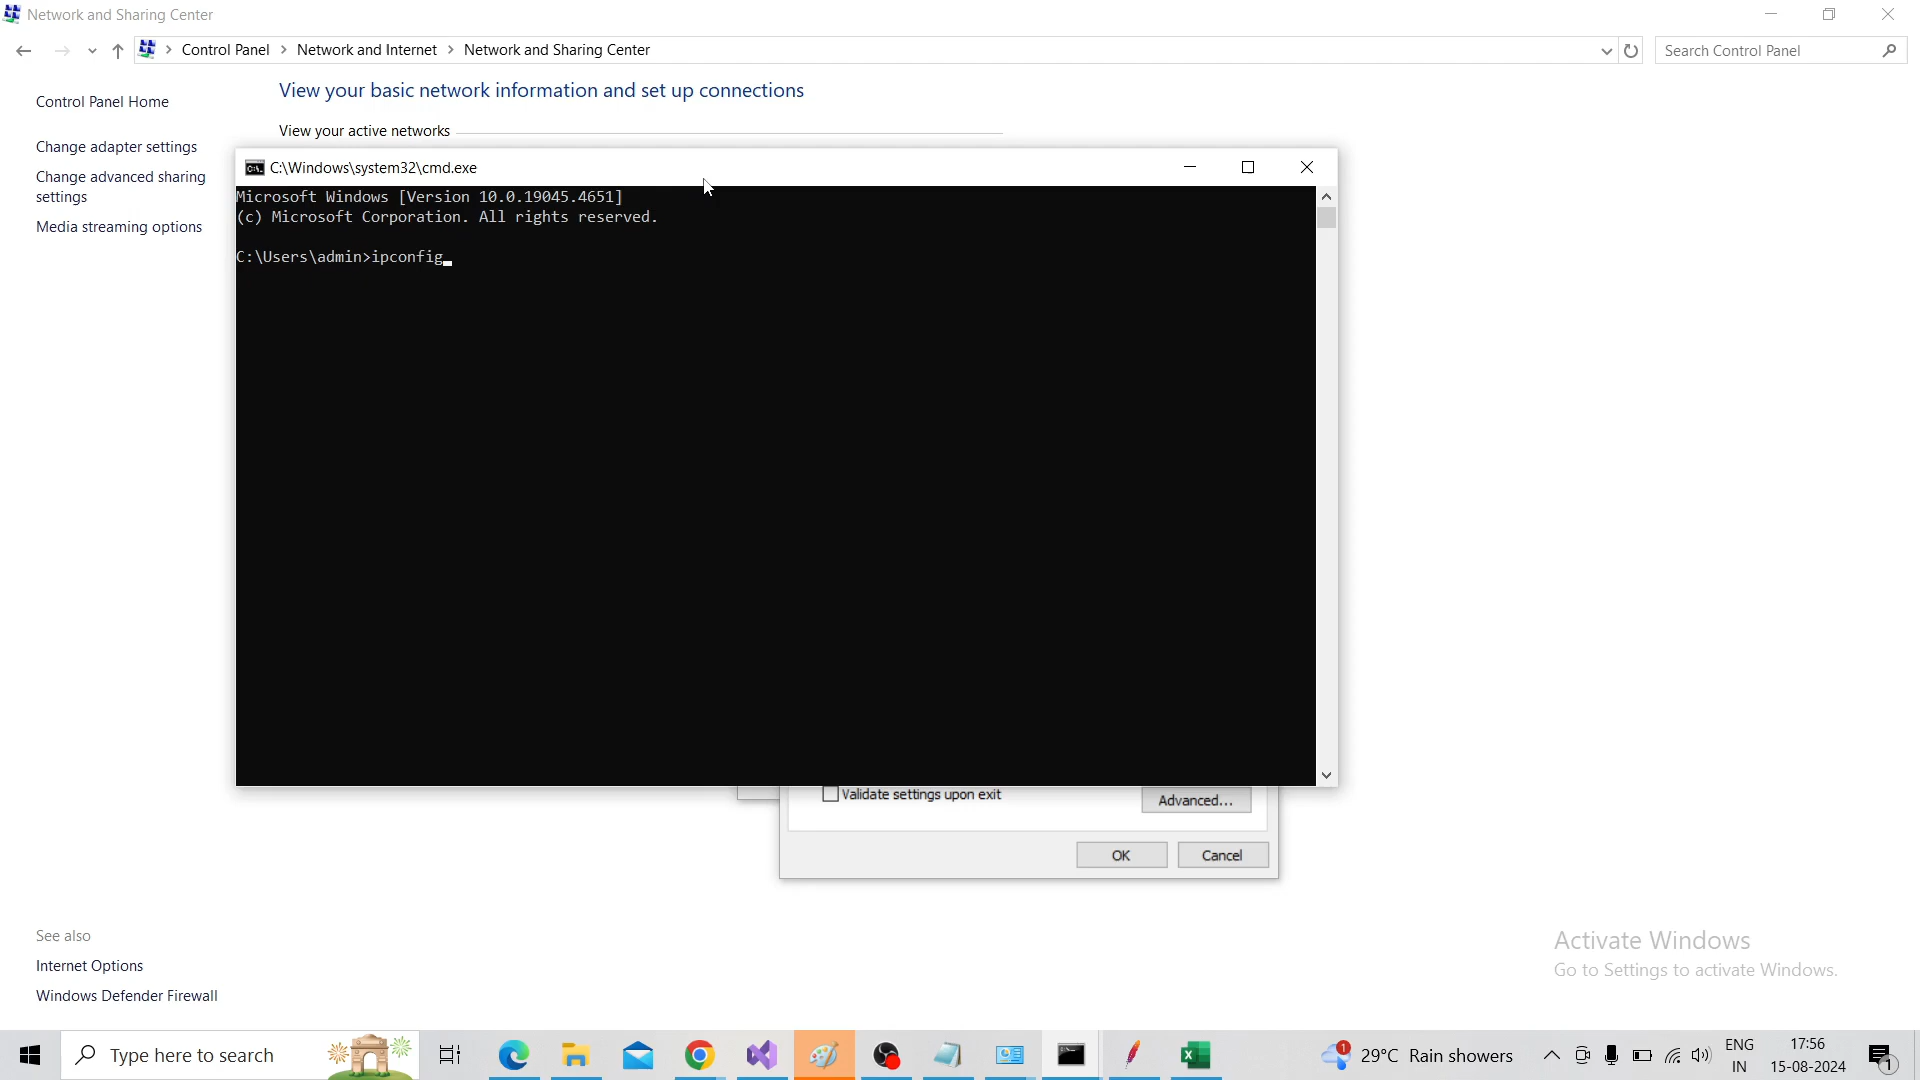 Network and Sharing Center
Control Panel > Network and Internet > Network and Sharing Center
Search Control Panel
Control Panel Home
Change adapter settings
Change advanced sharing
settings
Media streaming options
View your basic network information and set up connections
View your active networks
C:\Windows\system32\cmd.exe
Microsoft Windows [Version 10.0.19045.4651]
(c) Microsoft Corporation. All rights reserved.
C:\Users\admin>ipconfig_
Validate settings upon exit
Advanced...
OK
Cancel
See also
Internet Options
Windows Defender Firewall
Activate Windows
Go to Settings to activate Windows.
Type here to search
1
29°C Rain showers
ENG
IN
17:56
15-08-2024
1